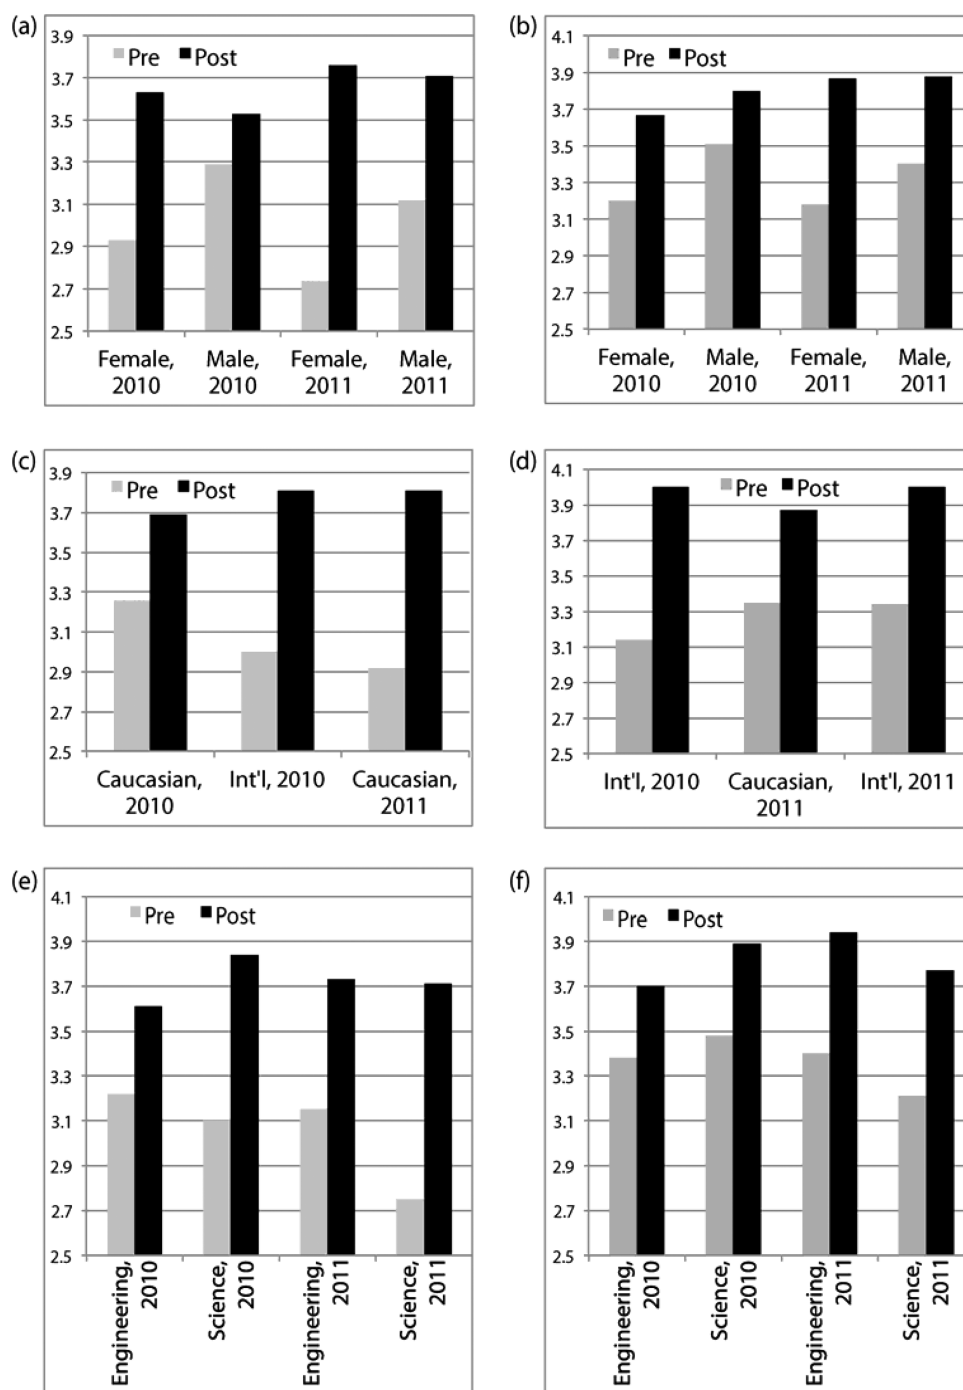 (a)
3.9
3.7
3.5
3.3
3.1
2.9
2.7
2.5
Pre Post
Female, 2010
Male, 2010
Female, 2011
Male, 2011
(b)
4.1
3.9
3.7
3.5
3.3
3.1
2.9
2.7
2.5
Pre Post
Female, 2010
Male, 2010
Female, 2011
Male, 2011
(c)
3.9
3.7
3.5
3.3
3.1
2.9
2.7
2.5
Pre Post
Caucasian, 2010
Int'l, 2010
Caucasian, 2011
(d)
4.1
3.9
3.7
3.5
3.3
3.1
2.9
2.7
2.5
Pre Post
Int'l, 2010
Caucasian, 2011
Int'l, 2011
(e)
4.1
3.9
3.7
3.5
3.3
3.1
2.9
2.7
2.5
Pre Post
Engineering, 2010
Science, 2010
Engineering, 2011
Science, 2011
(f)
4.1
3.9
3.7
3.5
3.3
3.1
2.9
2.7
2.5
Pre Post
Engineering, 2010
Science, 2010
Engineering, 2011
Science, 2011